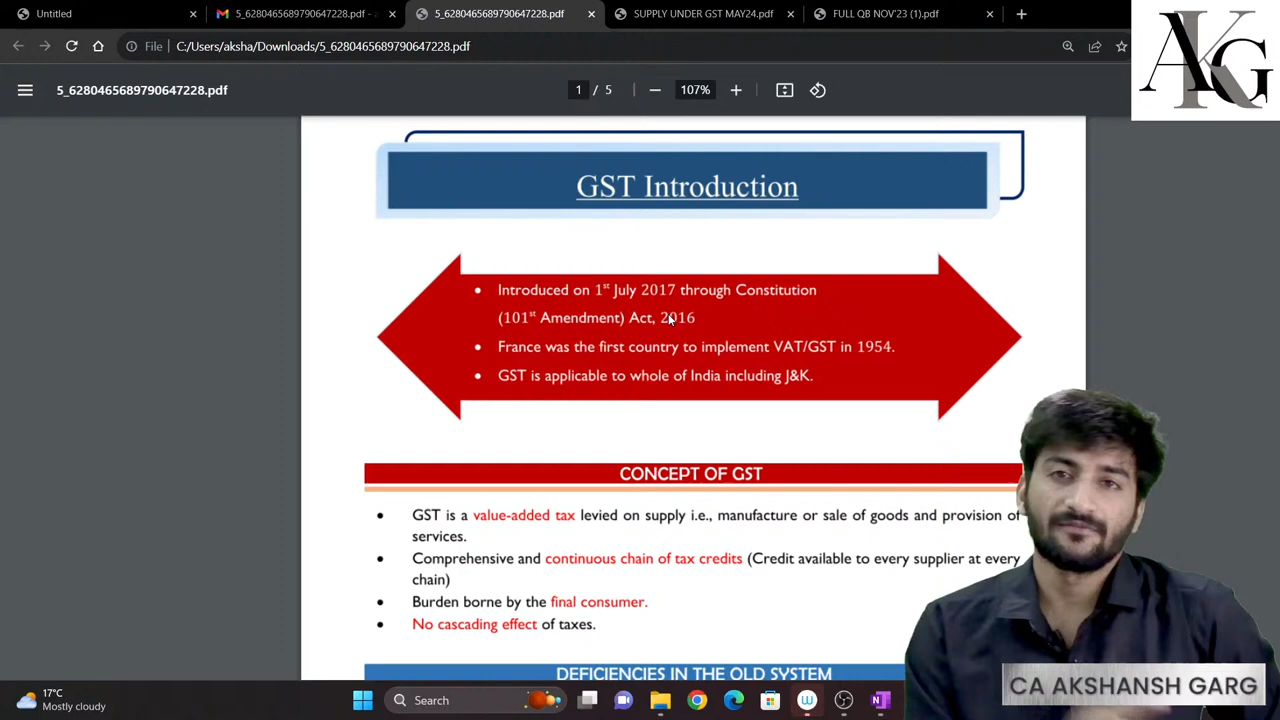 Untitled
5_6280465689790647228.pdf - a
5_6280465689790647228.pdf
SUPPLY UNDER GST MAY24.pdf
FULL QB NOV'23 (1).pdf
File
C:/Users/aksha/Downloads/5_6280465689790647228.pdf
5_6280465689790647228.pdf
1 / 5
107%
AKG
GST Introduction
• Introduced on 1st July 2017 through Constitution
(101st Amendment) Act, 2016
• France was the first country to implement VAT/GST in 1954.
• GST is applicable to whole of India including J&K.
CONCEPT OF GST
• GST is a value-added tax levied on supply i.e., manufacture or sale of goods and provision of
services.
• Comprehensive and continuous chain of tax credits (Credit available to every supplier at every
chain)
• Burden borne by the final consumer.
• No cascading effect of taxes.
DEFICIENCIES IN THE OLD SYSTEM
CA AKSHANSH GARG
17°C
Mostly cloudy
Search